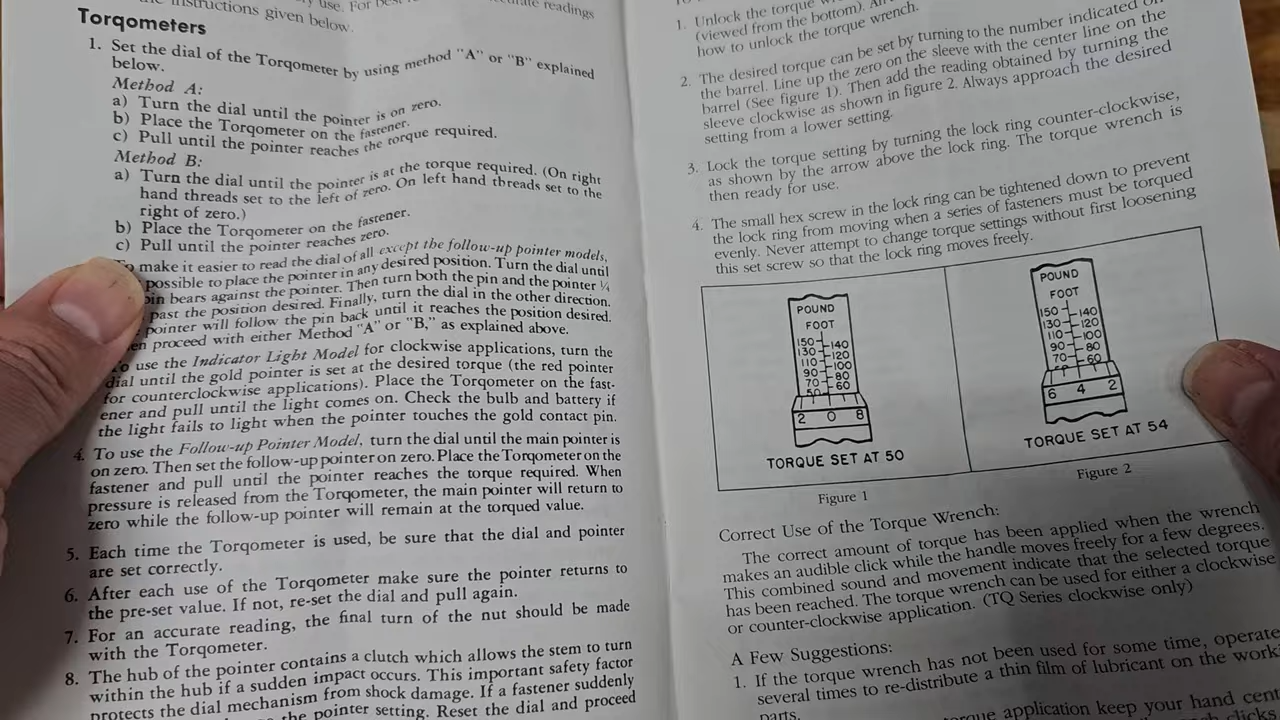 use. For
readings
instructions given below.
Torqometers
1. Set the dial of the Torqometer by using method "A" or "B" explained
below.
Method A:
a) Turn the dial until the pointer is on zero.
b) Place the Torqometer on the fastener.
c) Pull until the pointer reaches the torque required.
Method B:
a) Turn the dial until the pointer is at the torque required. (On right
hand threads set to the left of zero. On left hand threads set to the
right of zero.)
b) Place the Torqometer on the fastener.
c) Pull until the pointer reaches zero.
To make it easier to read the dial of all except the follow-up pointer models,
possible to place the pointer in any desired position. Turn the dial until
pin bears against the pointer. Then turn both the pin and the pointer ¼
past the position desired. Finally, turn the dial in the other direction.
pointer will follow the pin back until it reaches the position desired.
en proceed with either Method "A" or "B," as explained above.
To use the Indicator Light Model for clockwise applications, turn the
dial until the gold pointer is set at the desired torque (the red pointer
for counterclockwise applications). Place the Torqometer on the fast-
ener and pull until the light comes on. Check the bulb and battery if
the light fails to light when the pointer touches the gold contact pin.
4. To use the Follow-up Pointer Model, turn the dial until the main pointer is
on zero. Then set the follow-up pointer on zero. Place the Torqometer on the
fastener and pull until the pointer reaches the torque required. When
pressure is released from the Torqometer, the main pointer will return to
zero while the follow-up pointer will remain at the torqued value.
5. Each time the Torqometer is used, be sure that the dial and pointer
are set correctly.
6. After each use of the Torqometer make sure the pointer returns to
the pre-set value. If not, re-set the dial and pull again.
7. For an accurate reading, the final turn of the nut should be made
with the Torqometer.
8. The hub of the pointer contains a clutch which allows the stem to turn
within the hub if a sudden impact occurs. This important safety factor
protects the dial mechanism from shock damage. If a fastener suddenly
the pointer setting. Reset the dial and proceed
1. Unlock the torque
(viewed from the bottom).
how to unlock the torque wrench.
2. The desired torque can be set by turning to the number indicated on
the barrel. Line up the zero on the sleeve with the center line on the
barrel (See figure 1). Then add the reading obtained by turning the
sleeve clockwise as shown in figure 2. Always approach the desired
setting from a lower setting.
3. Lock the torque setting by turning the lock ring counter-clockwise,
as shown by the arrow above the lock ring. The torque wrench is
then ready for use.
4. The small hex screw in the lock ring can be tightened down to prevent
the lock ring from moving when a series of fasteners must be torqued
evenly. Never attempt to change torque settings without first loosening
this set screw so that the lock ring moves freely.
POUND
FOOT
150 140
130 120
110 100
90 80
70 60
50
2 0 8
TORQUE SET AT 50
Figure 1
POUND
FOOT
150 140
130 120
110 100
90 80
70 60
6 4 2
TORQUE SET AT 54
Figure 2
Correct Use of the Torque Wrench:
The correct amount of torque has been applied when the wrench
makes an audible click while the handle moves freely for a few degrees.
This combined sound and movement indicate that the selected torque
has been reached. The torque wrench can be used for either a clockwise
or counter-clockwise application. (TQ Series clockwise only)
A Few Suggestions:
1. If the torque wrench has not been used for some time, operate
several times to re-distribute a thin film of lubricant on the
parts.
application keep your hand
clicks